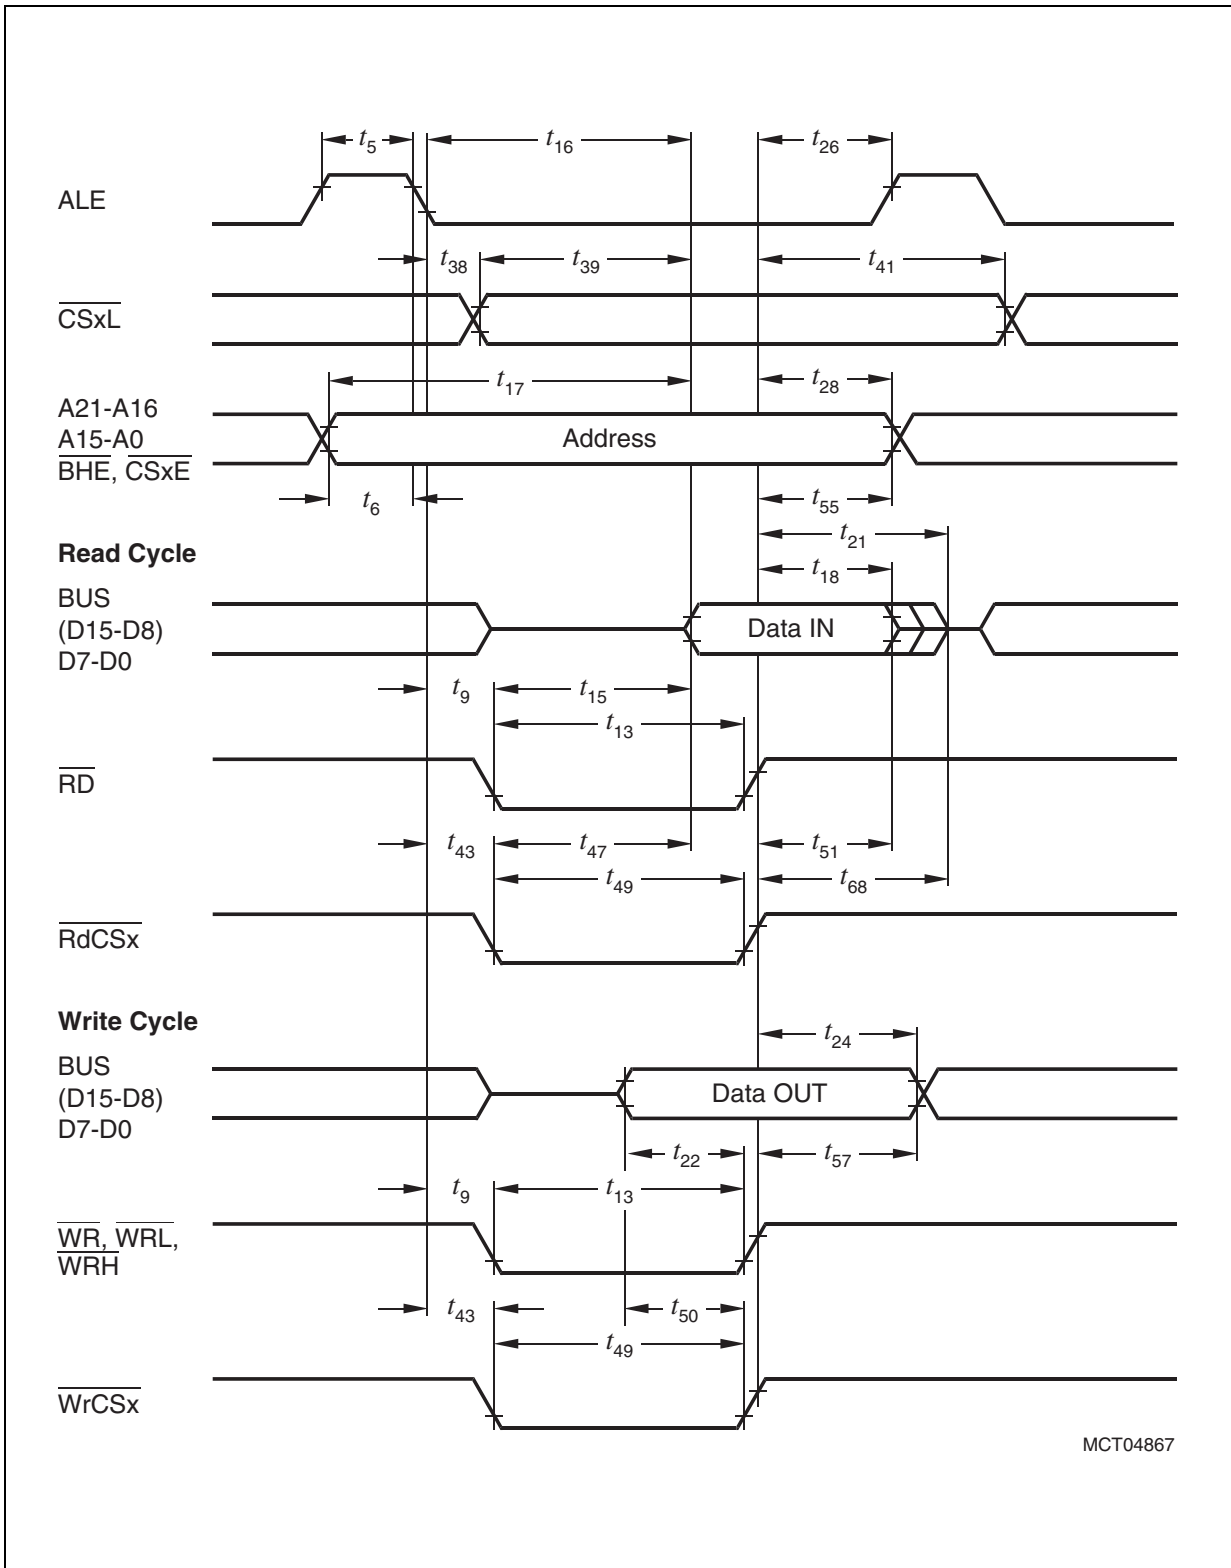 t5
t16
t26
ALE
t38
t39
t41
CSxL
t17
t28
A21-A16
A15-A0
BHE, CSxE
Address
t6
t55
t21
Read Cycle
t18
BUS
(D15-D8)
D7-D0
Data IN
t9
t15
t13
RD
t43
t47
t51
t49
t68
RdCSx
Write Cycle
t24
BUS
(D15-D8)
D7-D0
Data OUT
t22
t57
t9
t13
WR, WRL,
WRH
t43
t50
t49
WrCSx
MCT04867